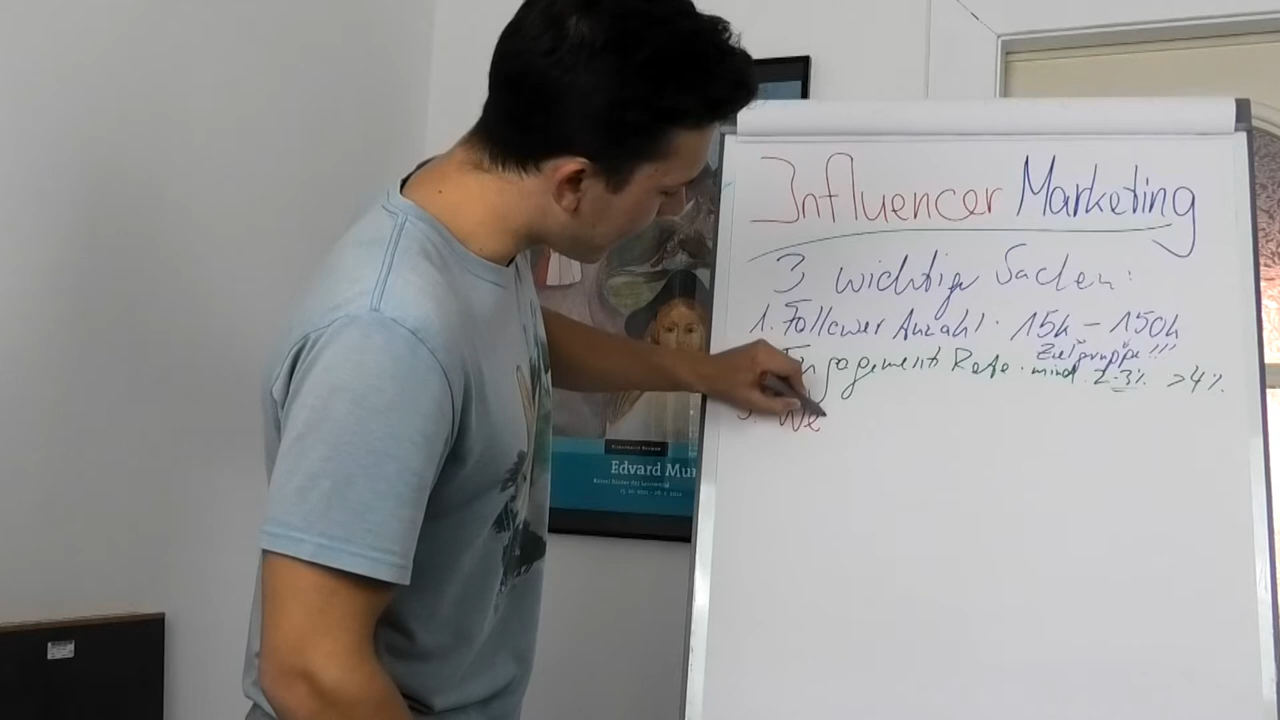 Influencer Marketing
3 wichtige Sachen:
1. Follower Anzahl · 15k - 150k
Zielgruppe!!!
Engagement Rate · mind. 2-3% >4%
3. We
Edvard Mun